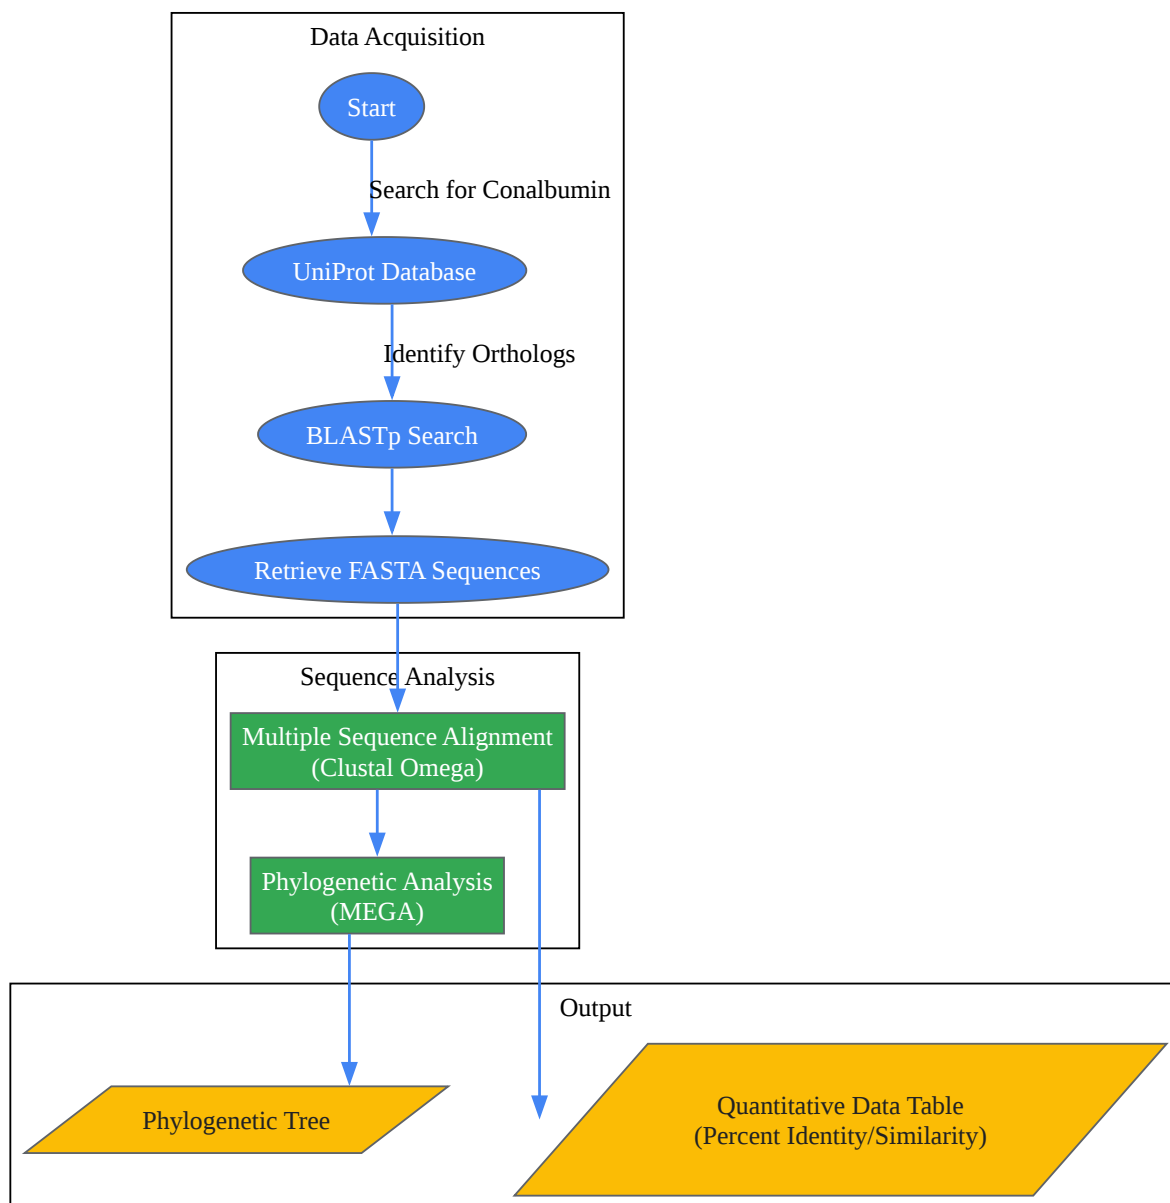 Data Acquisition
Start
Search for Conalbumin
UniProt Database
Identify Orthologs
BLASTp Search
Retrieve FASTA Sequences
Sequence Analysis
Multiple Sequence Alignment
(Clustal Omega)
Phylogenetic Analysis
(MEGA)
Output
Phylogenetic Tree
Quantitative Data Table
(Percent Identity/Similarity)